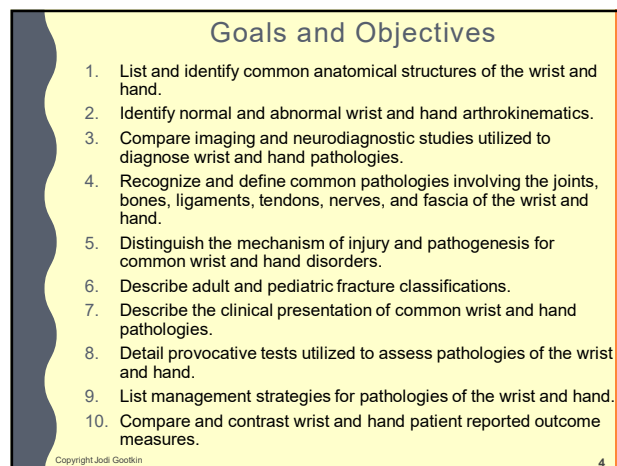 Goals and Objectives
1. List and identify common anatomical structures of the wrist and
hand.
2. Identify normal and abnormal wrist and hand arthrokinematics.
3. Compare imaging and neurodiagnostic studies utilized to
diagnose wrist and hand pathologies.
4. Recognize and define common pathologies involving the joints,
bones, ligaments, tendons, nerves, and fascia of the wrist and
hand.
5. Distinguish the mechanism of injury and pathogenesis for
common wrist and hand disorders.
6. Describe adult and pediatric fracture classifications.
7. Describe the clinical presentation of common wrist and hand
pathologies.
8. Detail provocative tests utilized to assess pathologies of the wrist
and hand.
9. List management strategies for pathologies of the wrist and hand.
10. Compare and contrast wrist and hand patient reported outcome
measures.
Copyright Jodi Gootkin 4